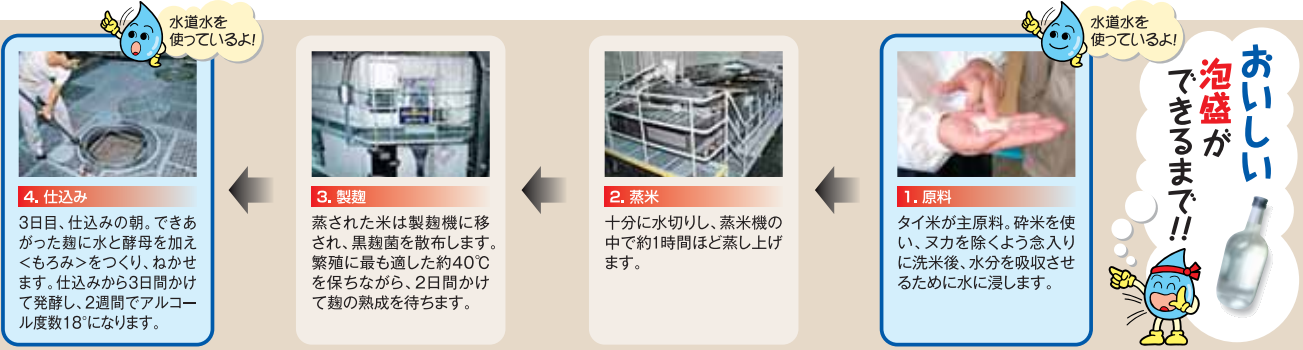 おいしい
泡盛が
できるまで!!
水道水を
使っているよ!
1. 原料
タイ米が主原料。砕米を使
い、ヌカを除くよう念入り
に洗米後、水分を吸収させ
るために水に浸します。
2. 蒸米
十分に水切りし、蒸米機の
中で約1時間ほど蒸し上げ
ます。
3. 製麹
蒸された米は製麹機に移
され、黒麹菌を散布します。
繁殖に最も適した約40℃
を保ちながら、2日間かけ
て麹の熟成を待ちます。
水道水を
使っているよ!
4. 仕込み
3日目、仕込みの朝。できあ
がった麹に水と酵母を加え
<もろみ>をつくり、ねかせ
ます。仕込みから3日間かけ
て発酵し、2週間でアルコー
ル度数18°になります。